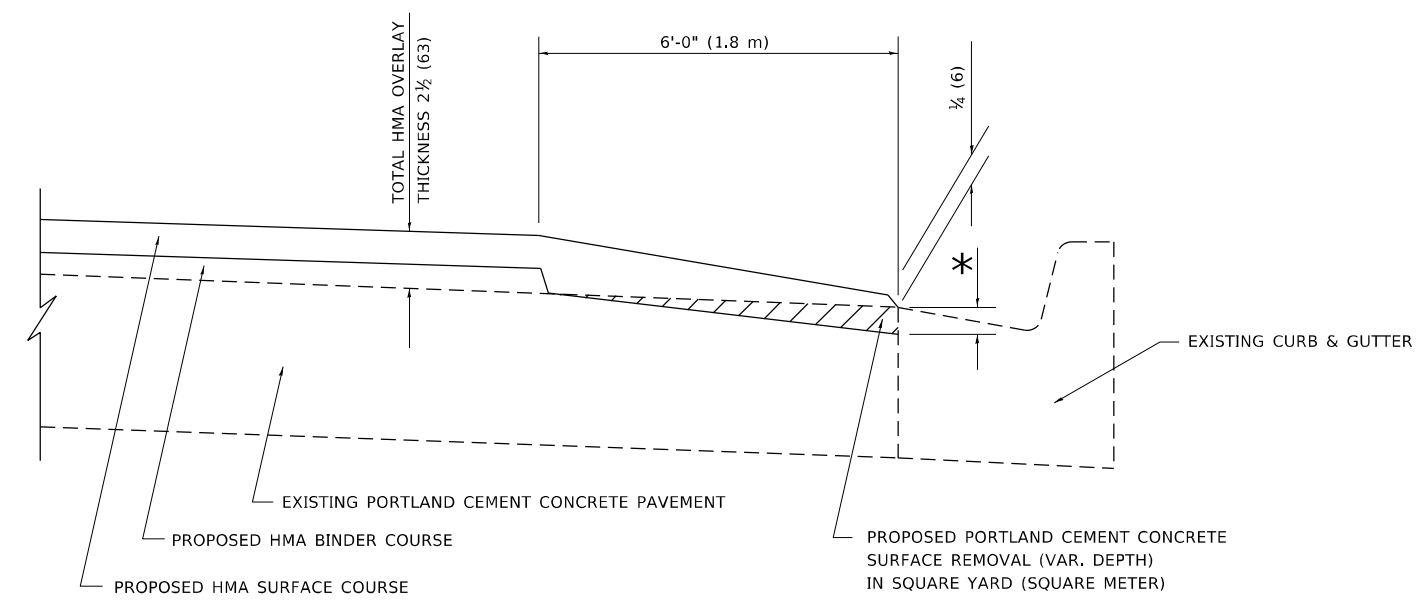 TOTAL HMA OVERLAY
THICKNESS 2½ (63)
6'-0" (1.8 m)
¼ (6)
*
EXISTING CURB & GUTTER
EXISTING PORTLAND CEMENT CONCRETE PAVEMENT
PROPOSED HMA BINDER COURSE
PROPOSED HMA SURFACE COURSE
PROPOSED PORTLAND CEMENT CONCRETE
SURFACE REMOVAL (VAR. DEPTH)
IN SQUARE YARD (SQUARE METER)